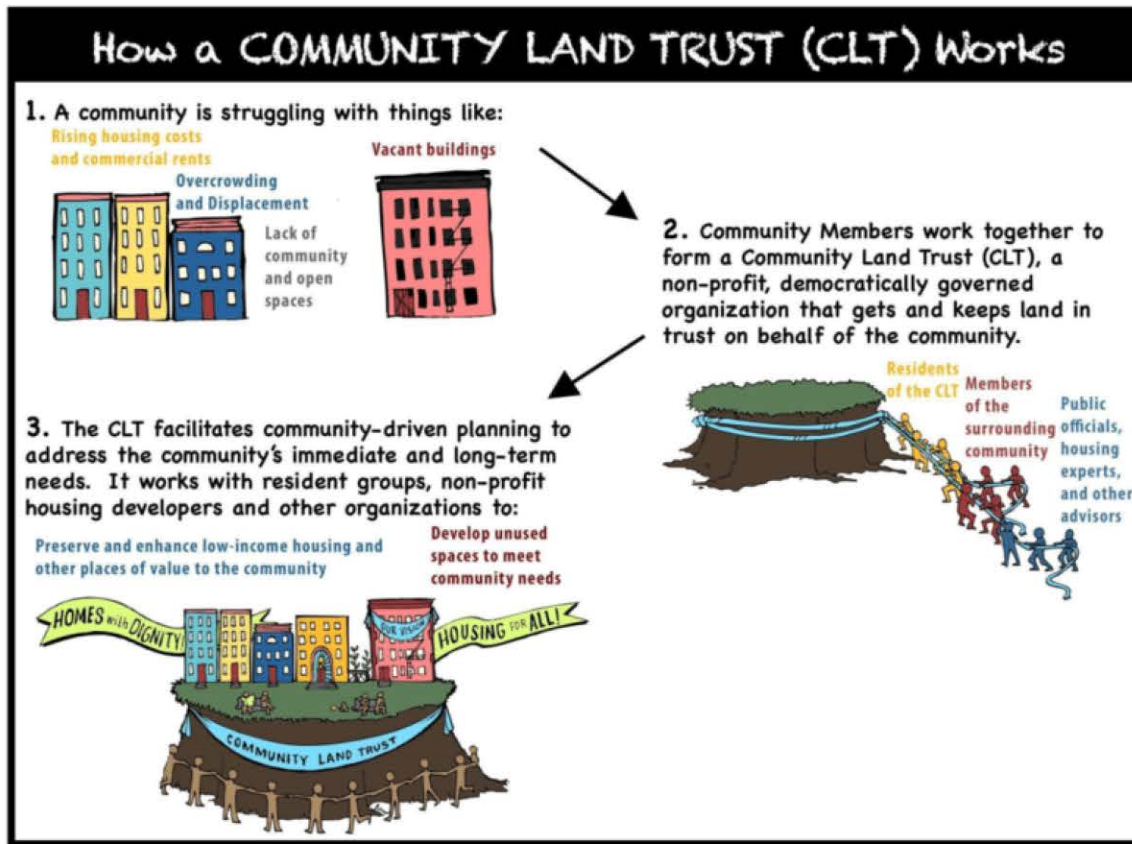 How a COMMUNITY LAND TRUST (CLT) Works
1. A community is struggling with things like:
Rising housing costs
and commercial rents
Overcrowding
and Displacement
Lack of
community
and open
spaces
Vacant buildings
2. Community Members work together to
form a Community Land Trust (CLT), a
non-profit, democratically governed
organization that gets and keeps land in
trust on behalf of the community.
Residents
of the CLT
Members
of the
surrounding
community
Public
officials,
housing
experts,
and other
advisors
3. The CLT facilitates community-driven planning to
address the community's immediate and long-term
needs. It works with resident groups, non-profit
housing developers and other organizations to:
Preserve and enhance low-income housing and
other places of value to the community
Develop unused
spaces to meet
community needs
HOMES with DIGNITY!
OUR VISION
HOUSING FOR ALL!
COMMUNITY LAND TRUST